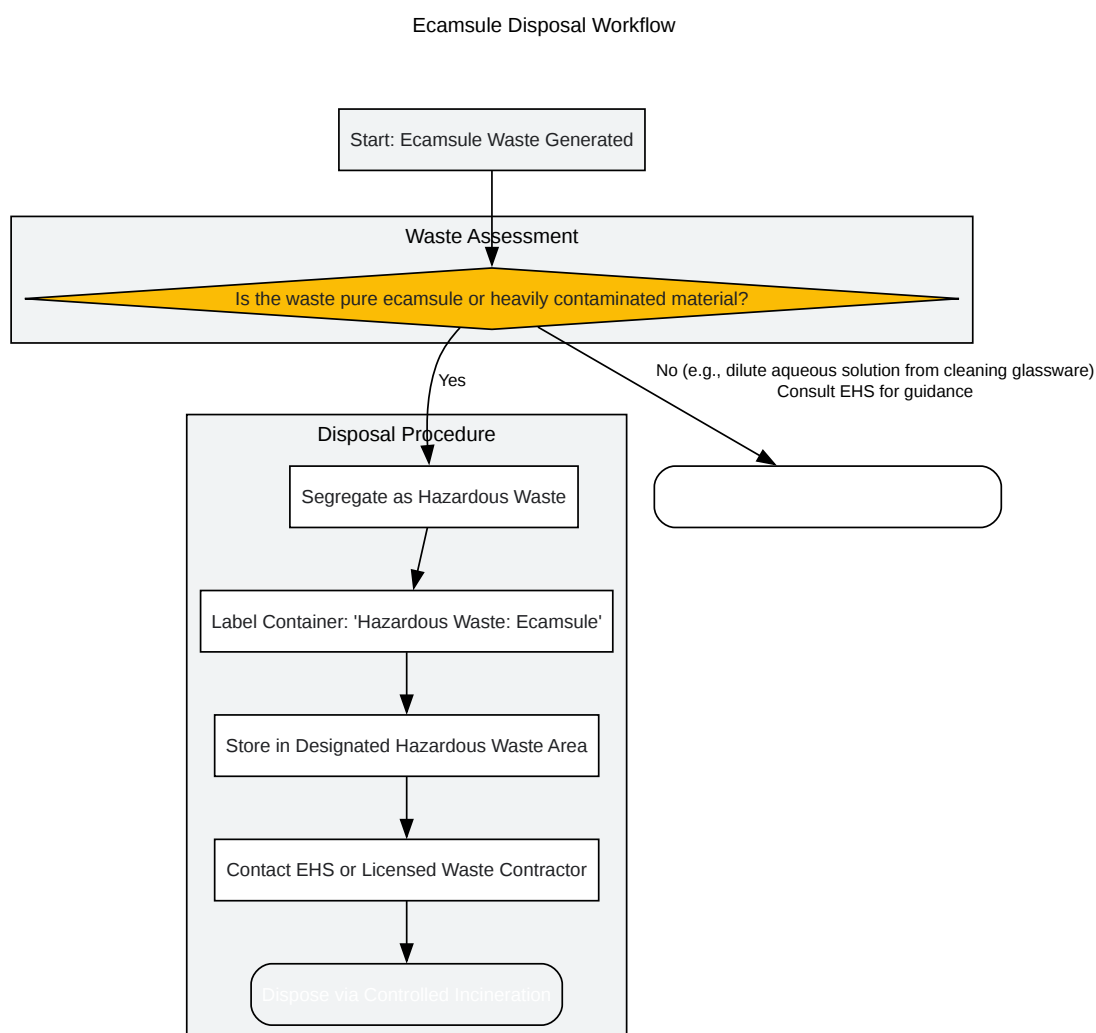 Ecamsule Disposal Workflow
Start: Ecamsule Waste Generated
Waste Assessment
Is the waste pure ecamsule or heavily contaminated material?
Yes
No (e.g., dilute aqueous solution from cleaning glassware)
Consult EHS for guidance
Disposal Procedure
Segregate as Hazardous Waste
Label Container: 'Hazardous Waste: Ecamsule'
Store in Designated Hazardous Waste Area
Contact EHS or Licensed Waste Contractor
Dispose via Controlled Incineration